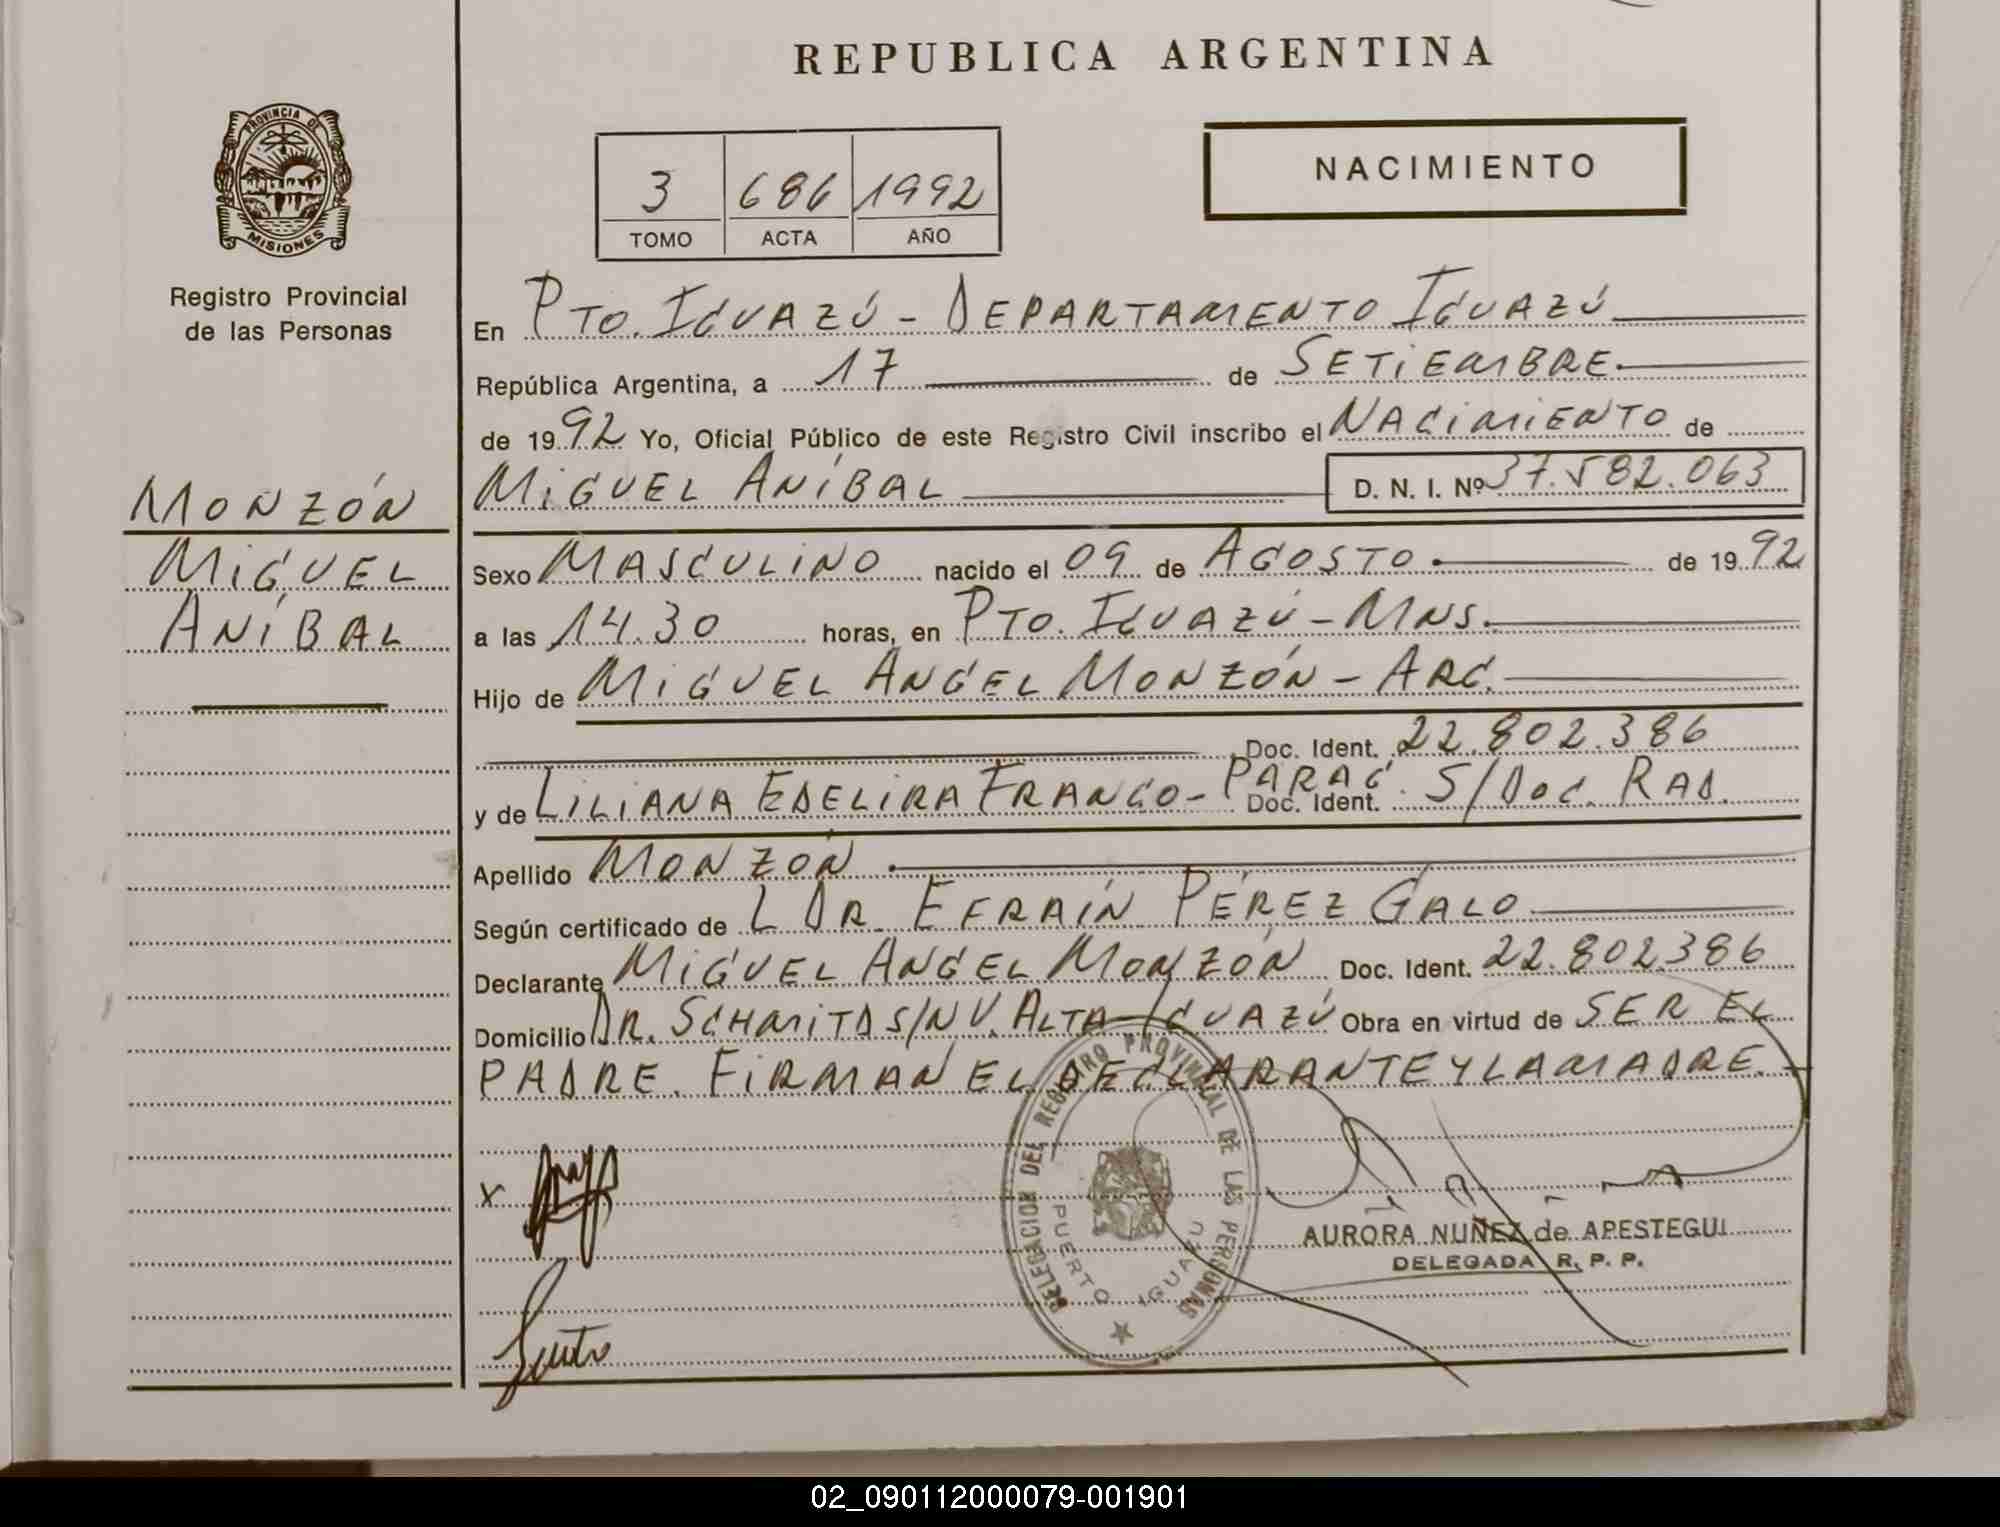 REPUBLICA ARGENTINA
PROVINCIA DE
MISIONES
Registro Provincial
de las Personas
3 686 1992
TOMO ACTA AÑO
NACIMIENTO
En PTO. IGUAZÚ - DEPARTAMENTO IGUAZÚ
República Argentina, a 17 de SETIEMBRE
de 1992 Yo, Oficial Público de este Registro Civil inscribo el NACIMIENTO de
MONZÓN
MIGUEL
ANÍBAL
MIGUEL ANÍBAL D. N. I. Nº 37.582.063
Sexo MASCULINO nacido el 09 de AGOSTO de 1992
a las 14.30 horas, en PTO. IGUAZÚ - MNS.
Hijo de MIGUEL ANGEL MONZÓN - ARG.
Doc. Ident. 22.802.386
y de LILIANA EDELIRA FRANCO - PARAG. Doc. Ident. S/DOC. RAD.
Apellido MONZÓN
Según certificado de L DR. EFRAÍN PÉREZ GALO
Declarante MIGUEL ANGEL MONZÓN Doc. Ident. 22.802.386
Domicilio DR. SCHMITD S/N V. ALTA - IGUAZÚ Obra en virtud de SER EL
PADRE. FIRMAN EL DECLARANTE Y LA MADRE.
X
DELEGACION DEL REGISTRO PROVINCIAL DE LAS PERSONAS
PUERTO IGUAZU
AURORA NUÑEZ de APESTEGUI
DELEGADA R. P. P.
02_090112000079-001901